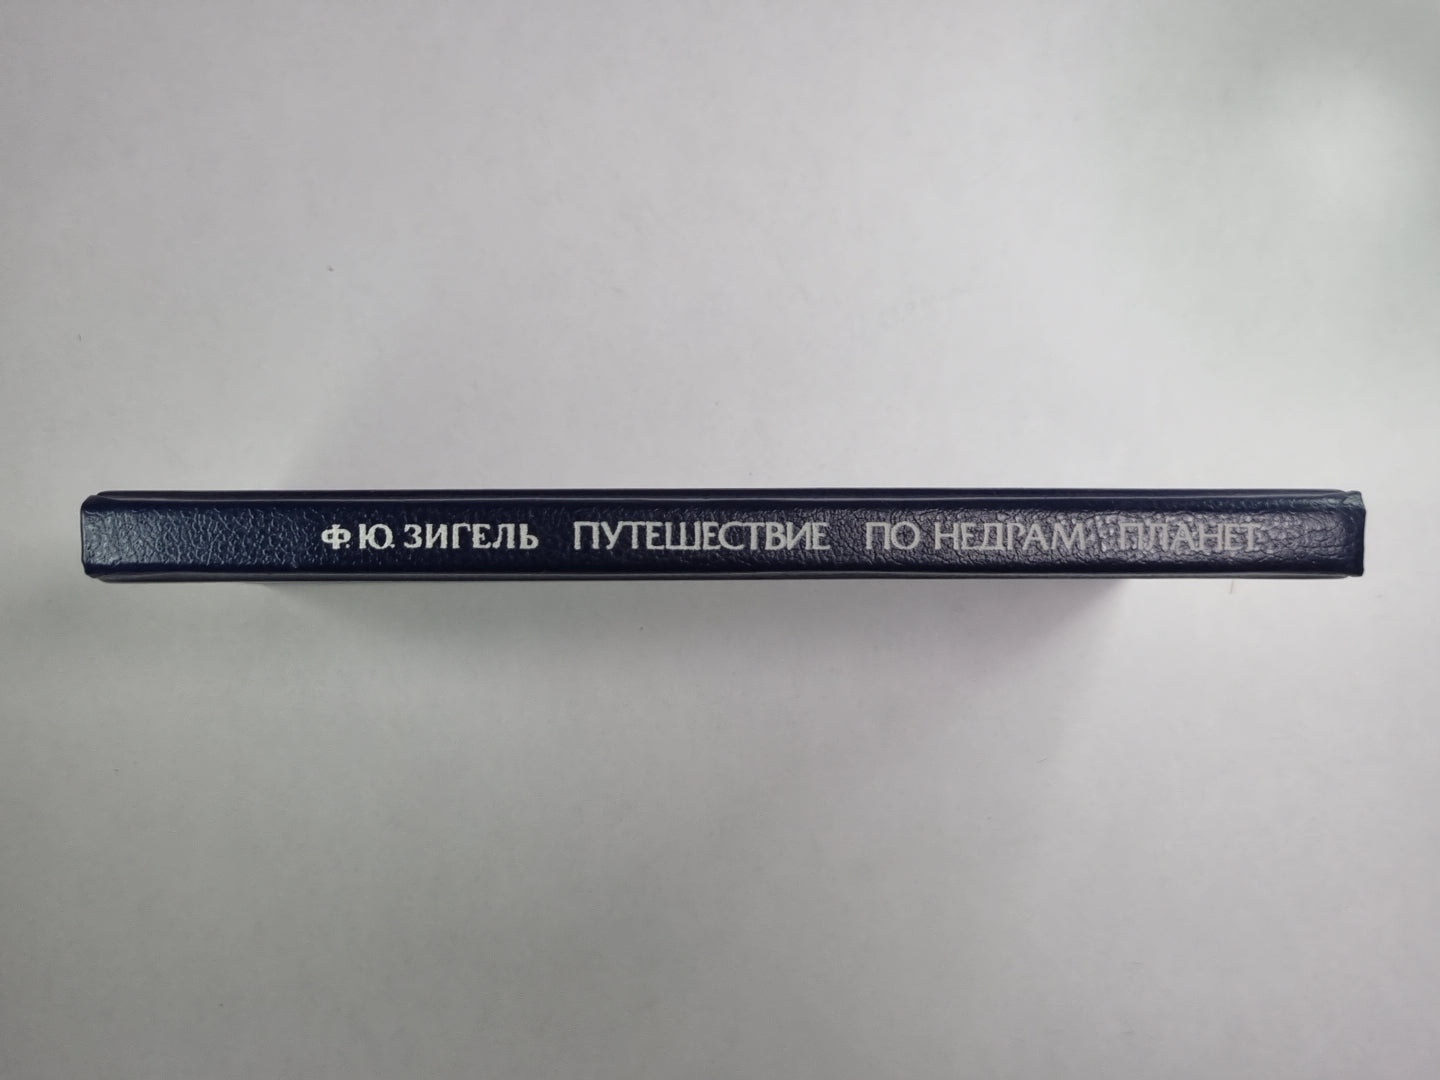 Ф. Ю. ЗИГЕЛЬ ПУТЕШЕСТВИЕ ПО НЕДРАМ ПЛАНЕТ